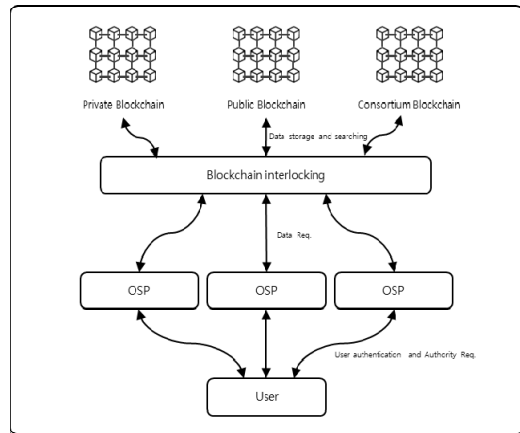 Private Blockchain
Public Blockchain
Consortium Blockchain
Data storage and searching
Blockchain interlocking
Data Req.
OSP
OSP
OSP
User authentication and Authority Req.
User